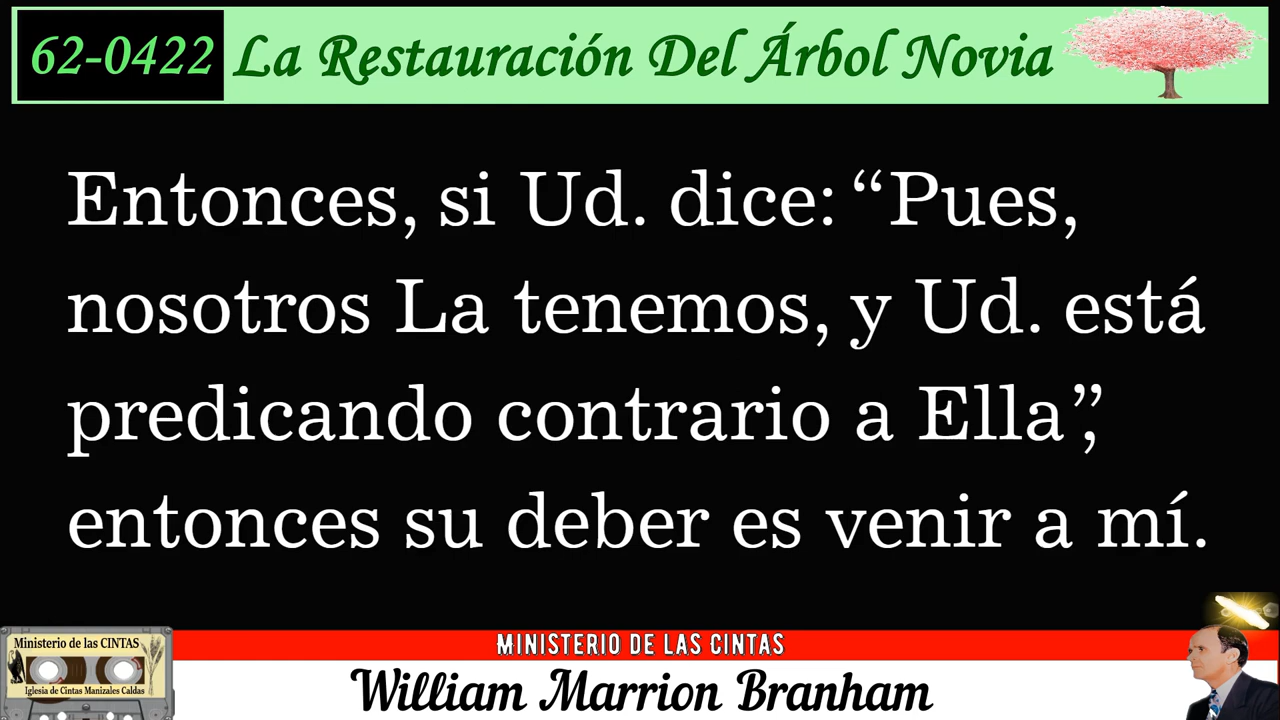 62-0422 La Restauración Del Árbol Novia
Entonces, si Ud. dice: “Pues,
nosotros La tenemos, y Ud. está
predicando contrario a Ella”,
entonces su deber es venir a mí.
Ministerio de las CINTAS
Iglesia de Cintas Manizales Caldas
MINISTERIO DE LAS CINTAS
William Marrion Branham